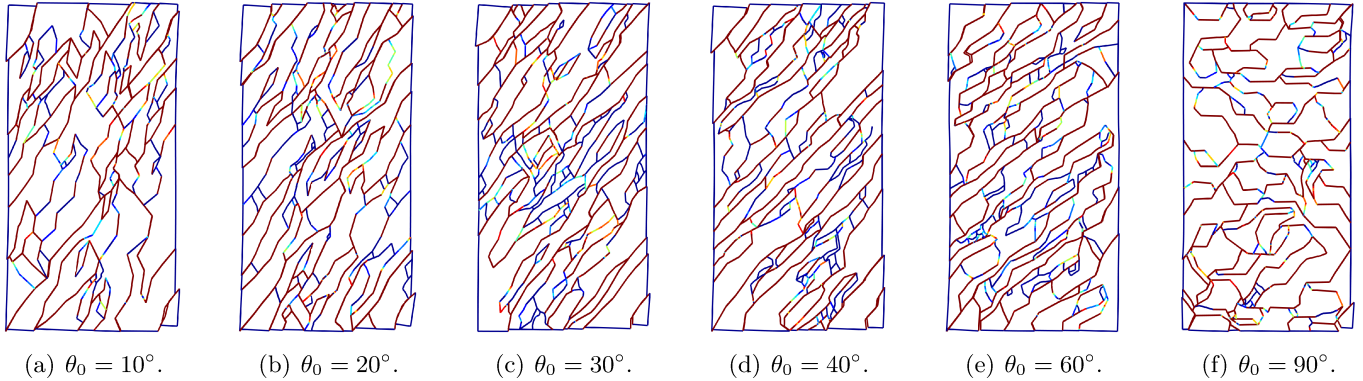 (a) θ₀ = 10°. (b) θ₀ = 20°. (c) θ₀ = 30°. (d) θ₀ = 40°. (e) θ₀ = 60°. (f) θ₀ = 90°.